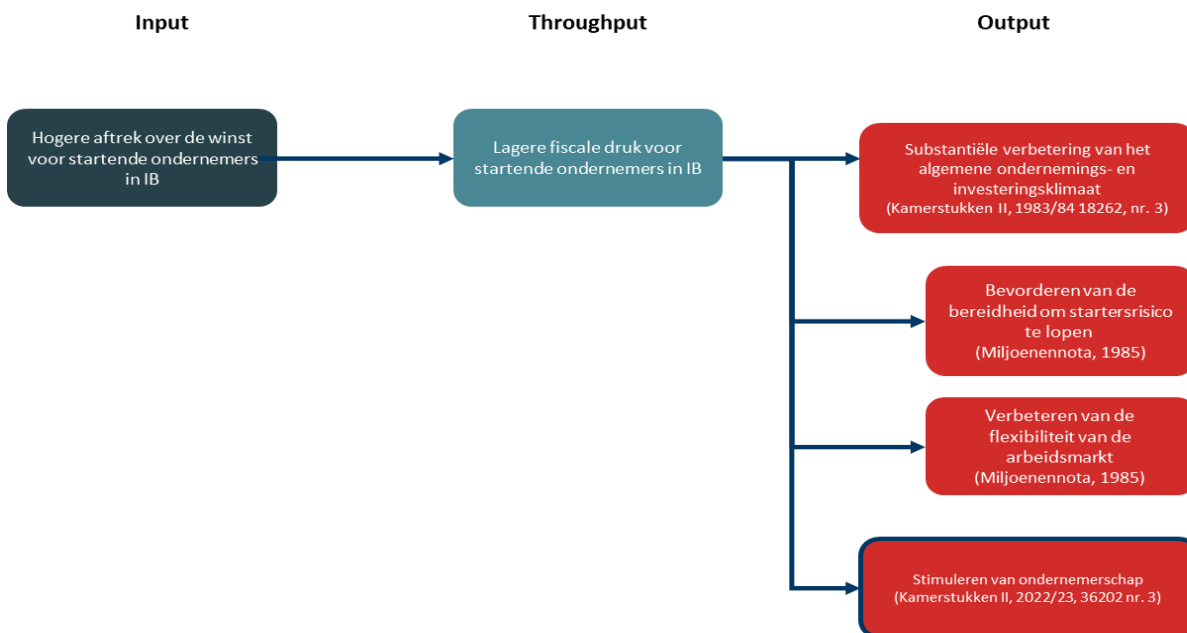 Input
Throughput
Output
Hogere aftrek over de winst
voor startende ondernemers
in IB
Lagere fiscale druk voor
startende ondernemers in IB
Substantiële verbetering van het
algemene ondernemings- en
investeringsklimaat
(Kamerstukken II, 1983/84 18262, nr. 3)
Bevorderen van de
bereidheid om startersrisico
te lopen
(Miljoenennota, 1985)
Verbeteren van de
flexibiliteit van de
arbeidsmarkt
(Miljoenennota, 1985)
Stimuleren van ondernemerschap
(Kamerstukken II, 2022/23, 36202 nr. 3)